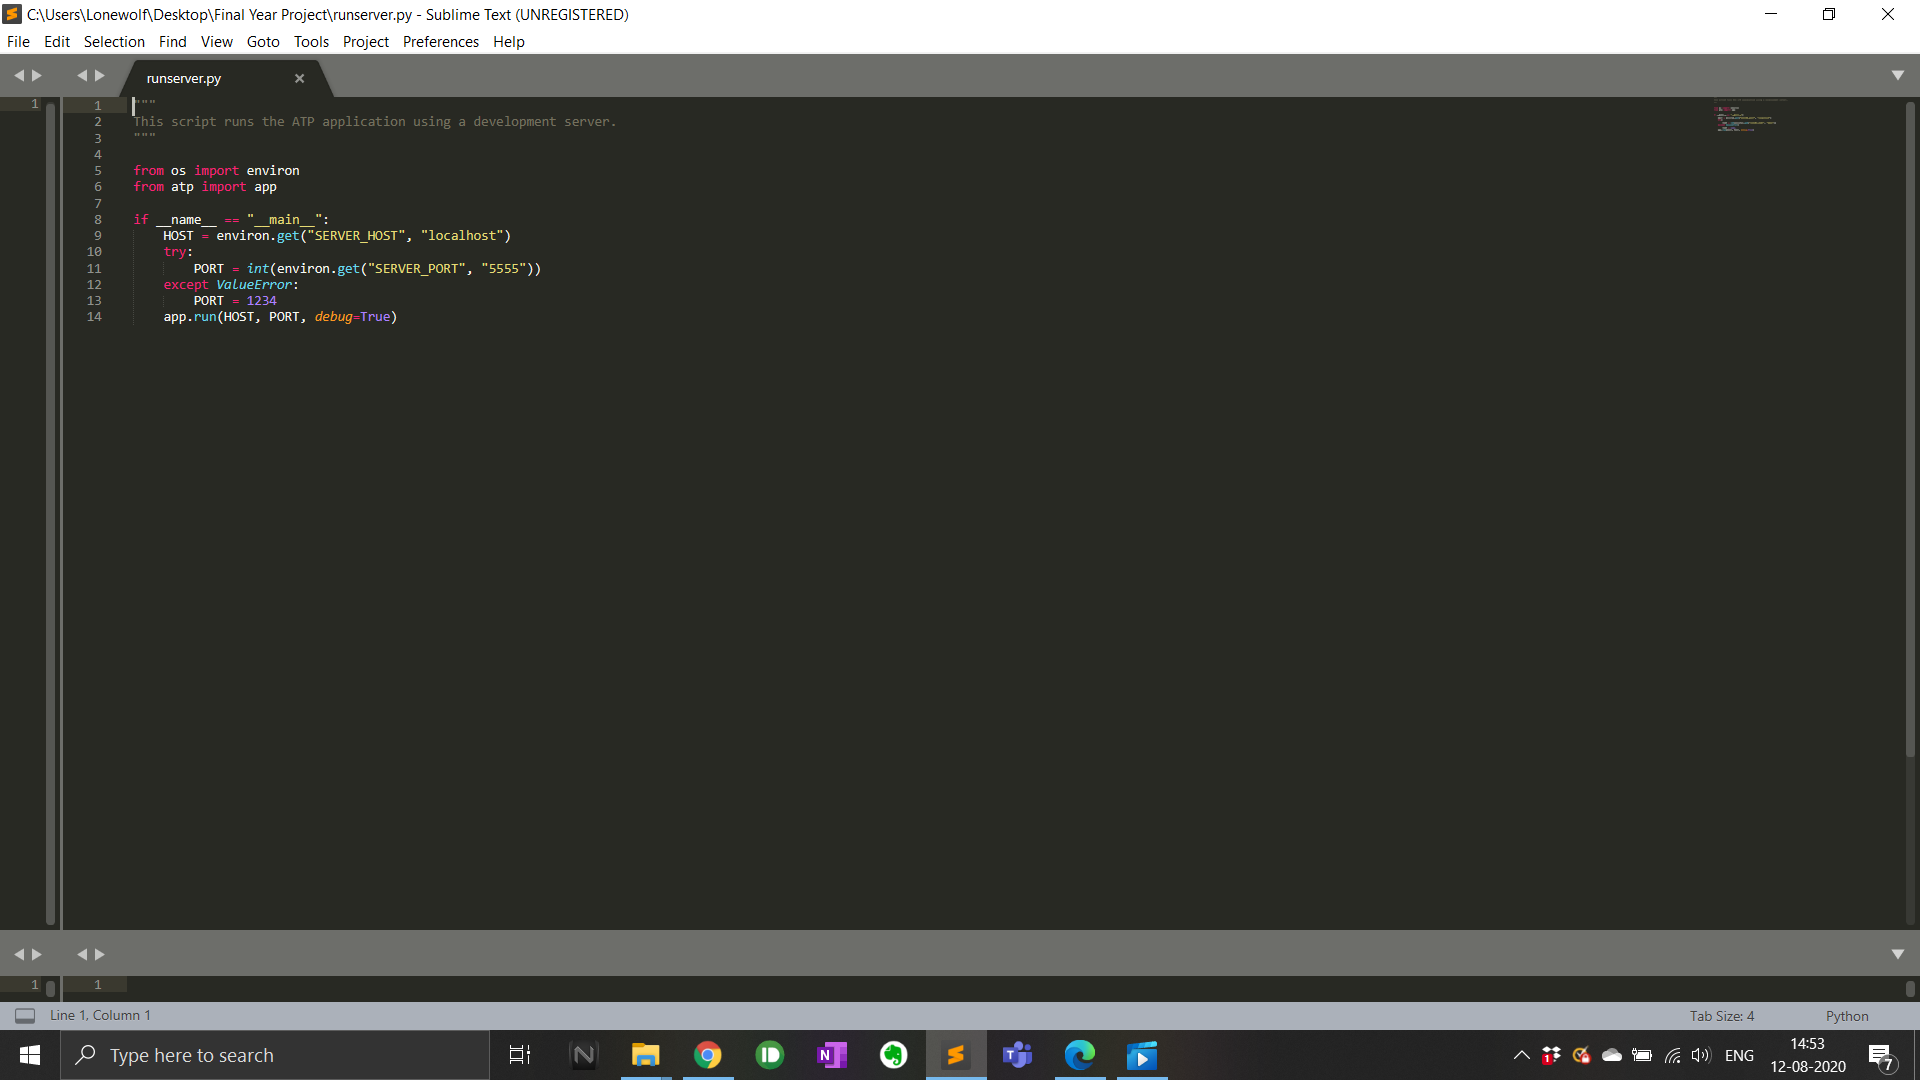 C:\Users\Lonewolf\Desktop\Final Year Project\runserver.py - Sublime Text (UNREGISTERED)
File Edit Selection Find View Goto Tools Project Preferences Help
runserver.py
1
1 """
2 This script runs the ATP application using a development server.
3 """
4
5 from os import environ
6 from atp import app
7
8 if __name__ == "__main__":
9 HOST = environ.get("SERVER_HOST", "localhost")
10 try:
11 PORT = int(environ.get("SERVER_PORT", "5555"))
12 except ValueError:
13 PORT = 1234
14 app.run(HOST, PORT, debug=True)
1 1
Line 1, Column 1 Tab Size: 4 Python
Type here to search
1 ENG 14:53
12-08-2020
7